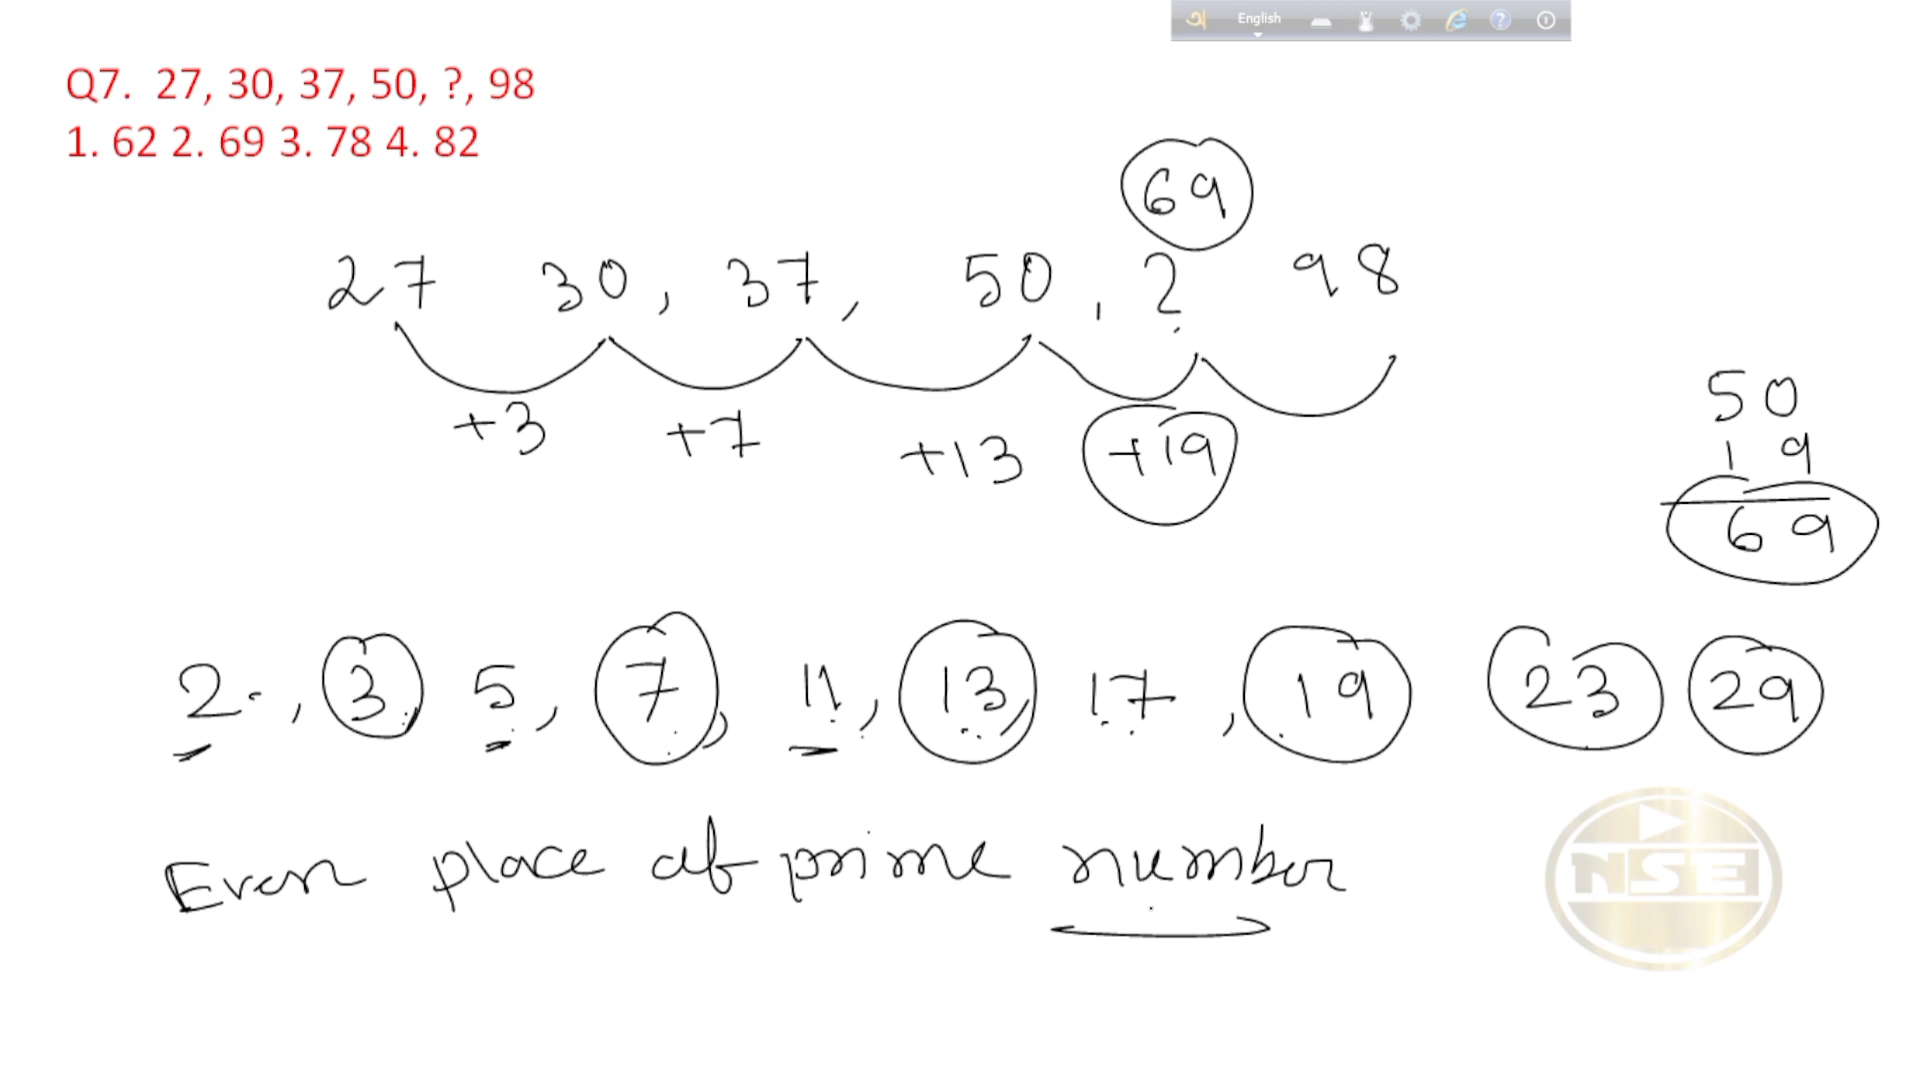 English
Q7. 27, 30, 37, 50, ?, 98
1. 62 2. 69 3. 78 4. 82
69
27 30, 37, 50, ? 98
+3 +7 +13 +19
50
19
69
2, 3, 5, 7, 11, 13, 17, 19 23 29
Even place of prime number
NSE